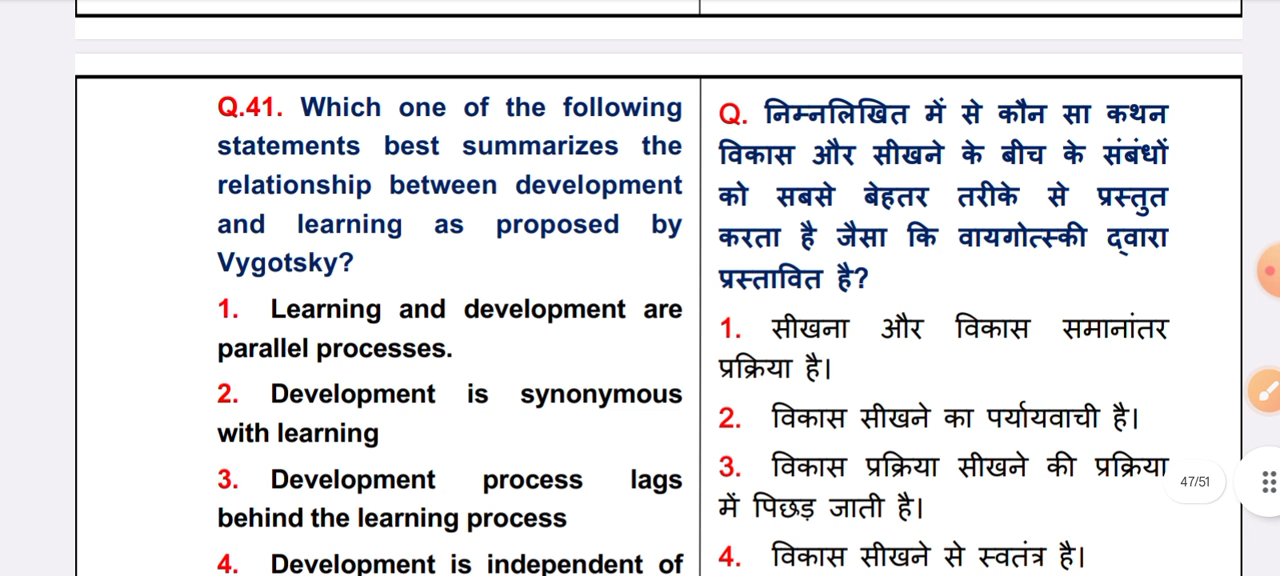 Q.41. Which one of the following
statements best summarizes the
relationship between development
and learning as proposed by
Vygotsky?
1. Learning and development are
parallel processes.
2. Development is synonymous
with learning
3. Development process lags
behind the learning process
4. Development is independent of
Q. निम्नलिखित में से कौन सा कथन
विकास और सीखने के बीच के संबंधों
को सबसे बेहतर तरीके से प्रस्तुत
करता है जैसा कि वायगोत्स्की द्वारा
प्रस्तावित है?
1. सीखना और विकास समानांतर
प्रक्रिया है।
2. विकास सीखने का पर्यायवाची है।
3. विकास प्रक्रिया सीखने की प्रक्रिया
में पिछड़ जाती है।
4. विकास सीखने से स्वतंत्र है।
47/51